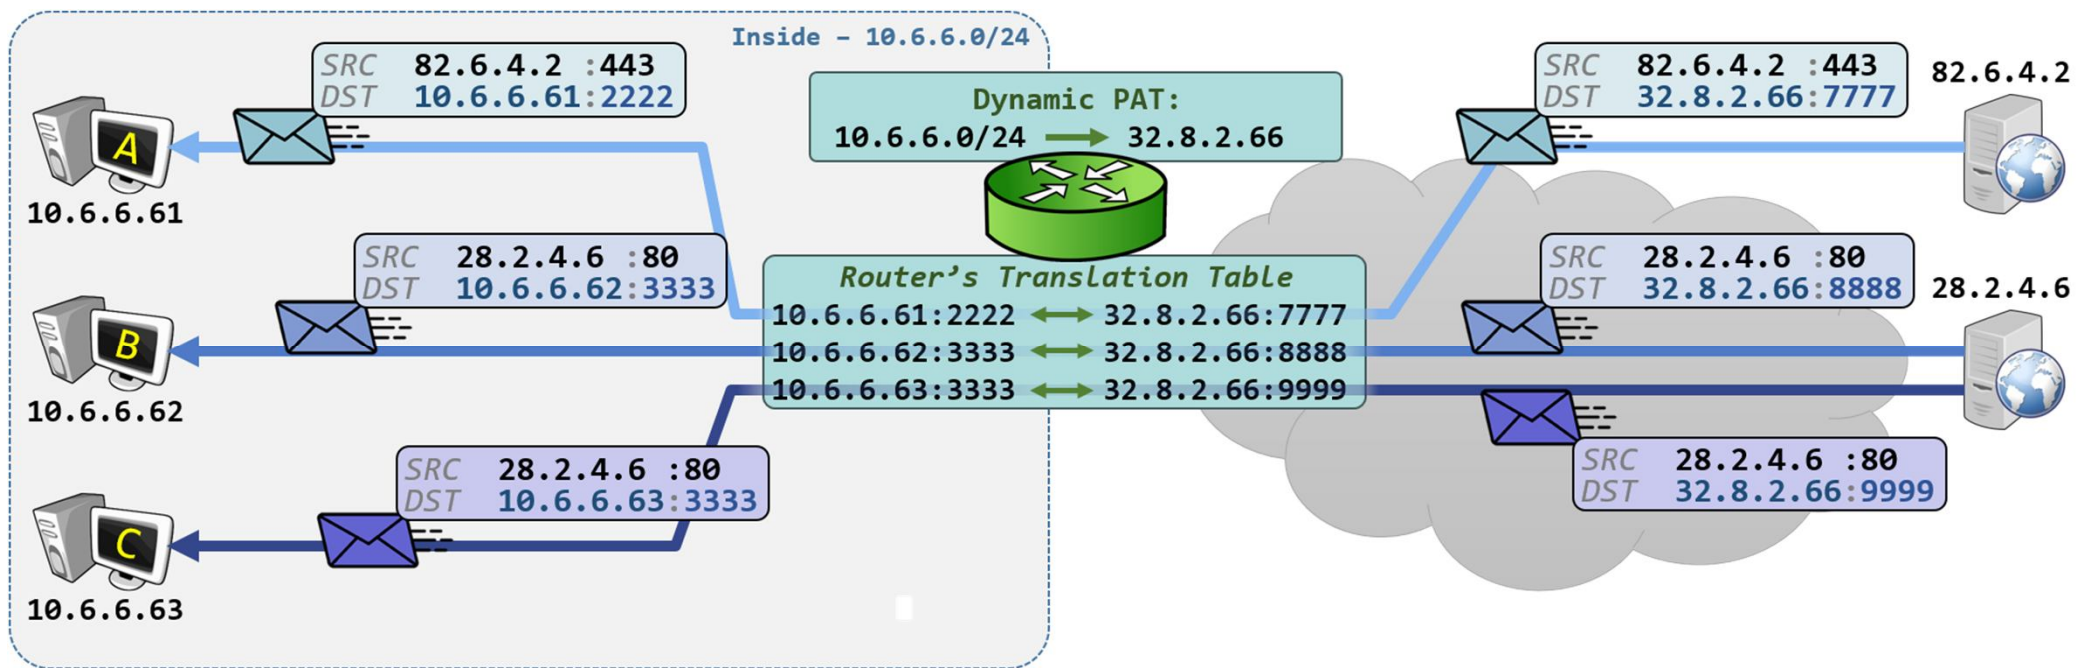 Inside – 10.6.6.0/24
SRC 82.6.4.2 :443
DST 10.6.6.61:2222
A
10.6.6.61
SRC 28.2.4.6 :80
DST 10.6.6.62:3333
B
10.6.6.62
SRC 28.2.4.6 :80
DST 10.6.6.63:3333
C
10.6.6.63
Dynamic PAT:
10.6.6.0/24 32.8.2.66
Router's Translation Table
10.6.6.61:2222 32.8.2.66:7777
10.6.6.62:3333 32.8.2.66:8888
10.6.6.63:3333 32.8.2.66:9999
SRC 82.6.4.2 :443
DST 32.8.2.66:7777
82.6.4.2
SRC 28.2.4.6 :80
DST 32.8.2.66:8888
28.2.4.6
SRC 28.2.4.6 :80
DST 32.8.2.66:9999